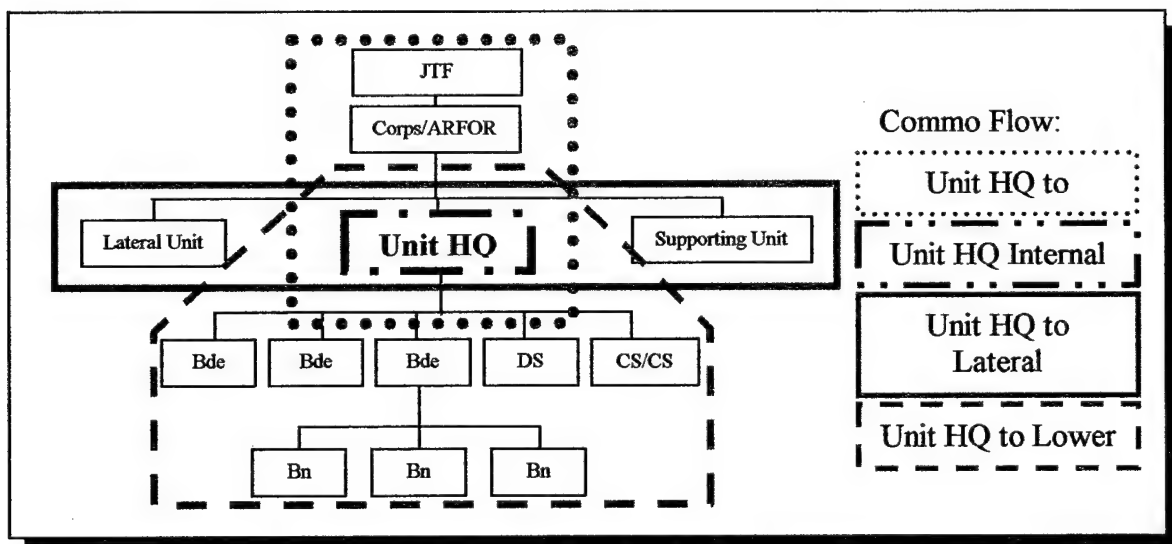 JTF
Corps/ARFOR
Commo Flow:
Unit HQ to
Lateral Unit
Unit HQ
Supporting Unit
Unit HQ Internal
Unit HQ to
Lateral
Bde
Bde
Bde
DS
CS/CS
Unit HQ to Lower
Bn
Bn
Bn